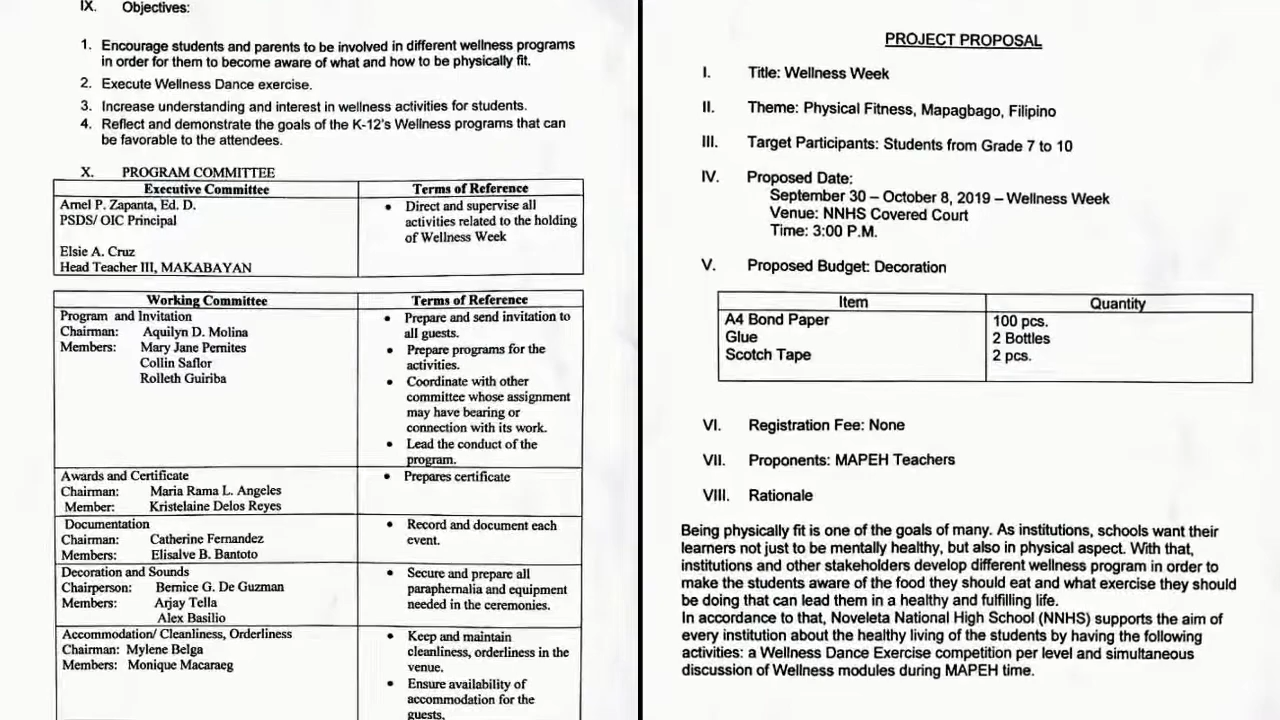 IX. Objectives:
1. Encourage students and parents to be involved in different wellness programs
in order for them to become aware of what and how to be physically fit.
2. Execute Wellness Dance exercise.
3. Increase understanding and interest in wellness activities for students.
4. Reflect and demonstrate the goals of the K-12's Wellness programs that can
be favorable to the attendees.
X. PROGRAM COMMITTEE
Executive Committee Terms of Reference
Arnel P. Zapanta, Ed. D.
PSDS/ OIC Principal
Elsie A. Cruz
Head Teacher III, MAKABAYAN
• Direct and supervise all
activities related to the holding
of Wellness Week
Working Committee Terms of Reference
Program and Invitation
Chairman: Aquilyn D. Molina
Members: Mary Jane Pernites
Collin Saflor
Rolleth Guiriba
• Prepare and send invitation to
all guests.
• Prepare programs for the
activities.
• Coordinate with other
committee whose assignment
may have bearing or
connection with its work.
• Lead the conduct of the
program.
Awards and Certificate
Chairman: Maria Rama L. Angeles
Member: Kristelaine Delos Reyes
• Prepares certificate
Documentation
Chairman: Catherine Fernandez
Members: Elisalve B. Bantoto
• Record and document each
event.
Decoration and Sounds
Chairperson: Bernice G. De Guzman
Members: Arjay Tella
Alex Basilio
• Secure and prepare all
paraphernalia and equipment
needed in the ceremonies.
Accommodation/ Cleanliness, Orderliness
Chairman: Mylene Belga
Members: Monique Macaraeg
• Keep and maintain
cleanliness, orderliness in the
venue.
• Ensure availability of
accommodation for the
guests.
PROJECT PROPOSAL
I. Title: Wellness Week
II. Theme: Physical Fitness, Mapagbago, Filipino
III. Target Participants: Students from Grade 7 to 10
IV. Proposed Date:
September 30 – October 8, 2019 – Wellness Week
Venue: NNHS Covered Court
Time: 3:00 P.M.
V. Proposed Budget: Decoration
Item Quantity
A4 Bond Paper 100 pcs.
Glue 2 Bottles
Scotch Tape 2 pcs.
VI. Registration Fee: None
VII. Proponents: MAPEH Teachers
VIII. Rationale
Being physically fit is one of the goals of many. As institutions, schools want their
learners not just to be mentally healthy, but also in physical aspect. With that,
institutions and other stakeholders develop different wellness program in order to
make the students aware of the food they should eat and what exercise they should
be doing that can lead them in a healthy and fulfilling life.
In accordance to that, Noveleta National High School (NNHS) supports the aim of
every institution about the healthy living of the students by having the following
activities: a Wellness Dance Exercise competition per level and simultaneous
discussion of Wellness modules during MAPEH time.